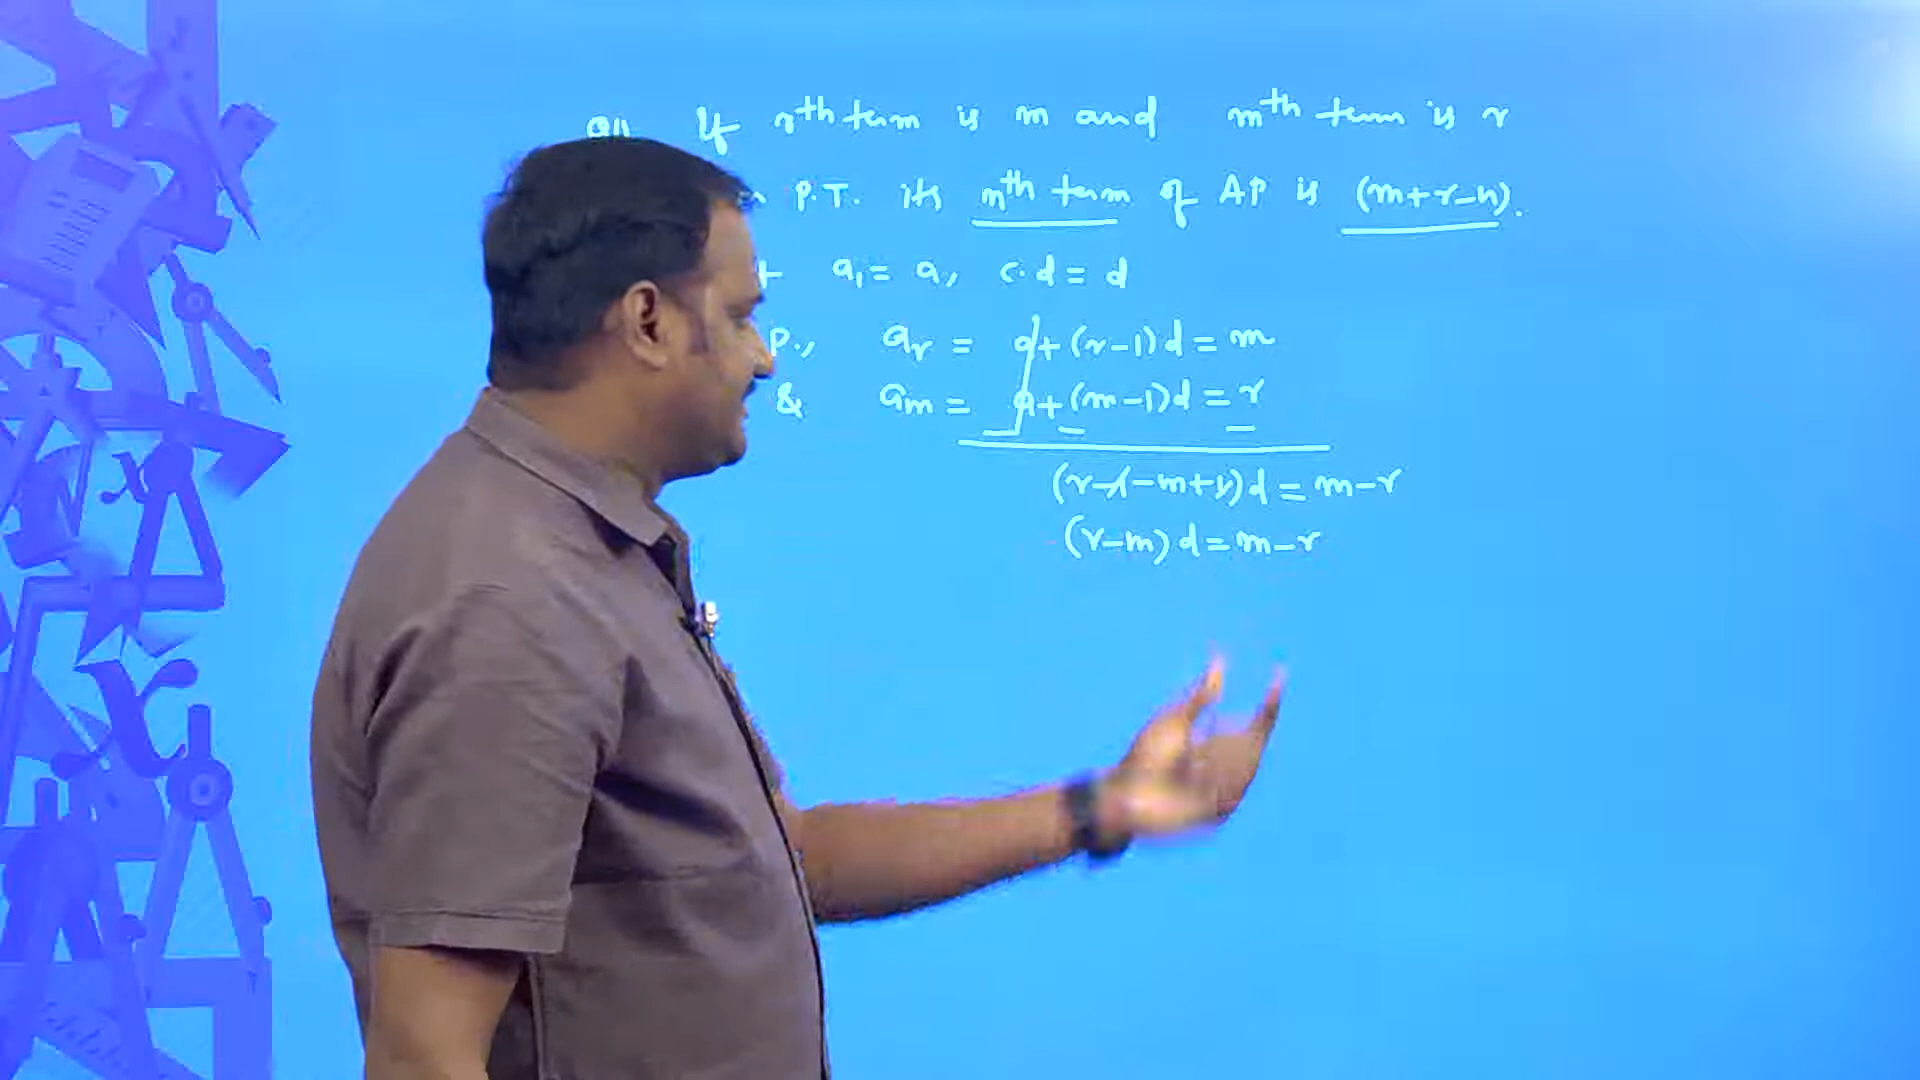 If rth term is m and mth term is r
P.T. its nth term of AP is (m+r-n).
a₁ = a, c.d = d
P., aᵣ = a+(r-1)d = m
& aₘ = a+(m-1)d = r
(r-1-m+1)d = m-r
(r-m)d = m-r